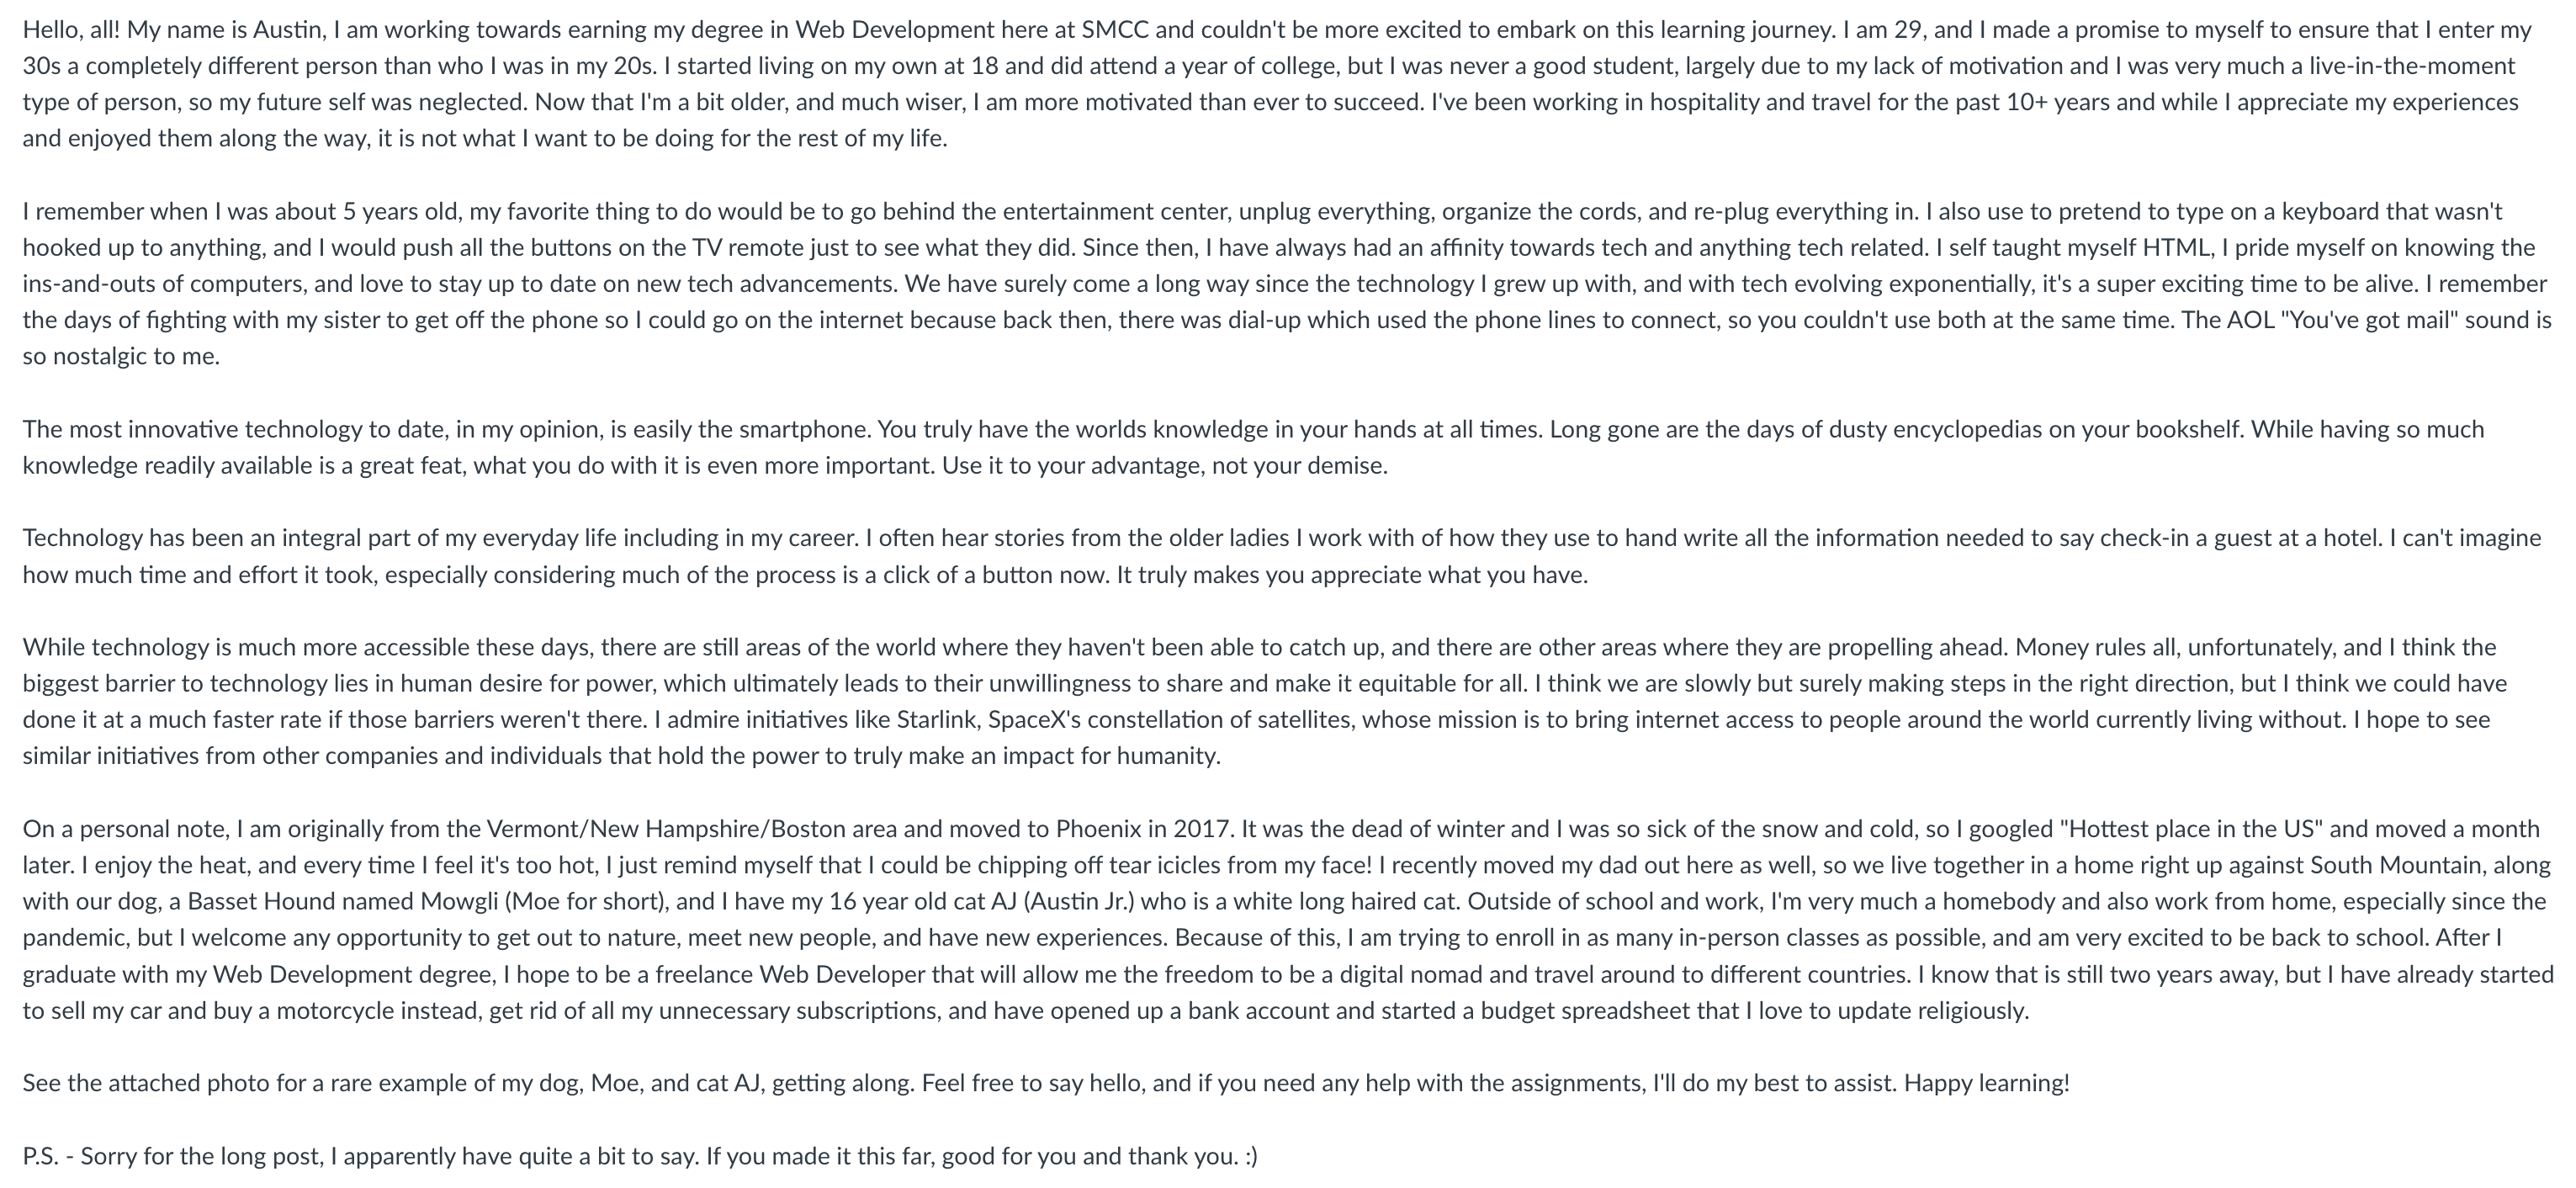 Hello, all! My name is Austin, I am working towards earning my degree in Web Development here at SMCC and couldn't be more excited to embark on this learning journey. I am 29, and I made a promise to myself to ensure that I enter my
30s a completely different person than who I was in my 20s. I started living on my own at 18 and did attend a year of college, but I was never a good student, largely due to my lack of motivation and I was very much a live-in-the-moment
type of person, so my future self was neglected. Now that I'm a bit older, and much wiser, I am more motivated than ever to succeed. I've been working in hospitality and travel for the past 10+ years and while I appreciate my experiences
and enjoyed them along the way, it is not what I want to be doing for the rest of my life.
I remember when I was about 5 years old, my favorite thing to do would be to go behind the entertainment center, unplug everything, organize the cords, and re-plug everything in. I also use to pretend to type on a keyboard that wasn't
hooked up to anything, and I would push all the buttons on the TV remote just to see what they did. Since then, I have always had an affinity towards tech and anything tech related. I self taught myself HTML, I pride myself on knowing the
ins-and-outs of computers, and love to stay up to date on new tech advancements. We have surely come a long way since the technology I grew up with, and with tech evolving exponentially, it's a super exciting time to be alive. I remember
the days of fighting with my sister to get off the phone so I could go on the internet because back then, there was dial-up which used the phone lines to connect, so you couldn't use both at the same time. The AOL "You've got mail" sound is
so nostalgic to me.
The most innovative technology to date, in my opinion, is easily the smartphone. You truly have the worlds knowledge in your hands at all times. Long gone are the days of dusty encyclopedias on your bookshelf. While having so much
knowledge readily available is a great feat, what you do with it is even more important. Use it to your advantage, not your demise.
Technology has been an integral part of my everyday life including in my career. I often hear stories from the older ladies I work with of how they use to hand write all the information needed to say check-in a guest at a hotel. I can't imagine
how much time and effort it took, especially considering much of the process is a click of a button now. It truly makes you appreciate what you have.
While technology is much more accessible these days, there are still areas of the world where they haven't been able to catch up, and there are other areas where they are propelling ahead. Money rules all, unfortunately, and I think the
biggest barrier to technology lies in human desire for power, which ultimately leads to their unwillingness to share and make it equitable for all. I think we are slowly but surely making steps in the right direction, but I think we could have
done it at a much faster rate if those barriers weren't there. I admire initiatives like Starlink, SpaceX's constellation of satellites, whose mission is to bring internet access to people around the world currently living without. I hope to see
similar initiatives from other companies and individuals that hold the power to truly make an impact for humanity.
On a personal note, I am originally from the Vermont/New Hampshire/Boston area and moved to Phoenix in 2017. It was the dead of winter and I was so sick of the snow and cold, so I googled "Hottest place in the US" and moved a month
later. I enjoy the heat, and every time I feel it's too hot, I just remind myself that I could be chipping off tear icicles from my face! I recently moved my dad out here as well, so we live together in a home right up against South Mountain, along
with our dog, a Basset Hound named Mowgli (Moe for short), and I have my 16 year old cat AJ (Austin Jr.) who is a white long haired cat. Outside of school and work, I'm very much a homebody and also work from home, especially since the
pandemic, but I welcome any opportunity to get out to nature, meet new people, and have new experiences. Because of this, I am trying to enroll in as many in-person classes as possible, and am very excited to be back to school. After I
graduate with my Web Development degree, I hope to be a freelance Web Developer that will allow me the freedom to be a digital nomad and travel around to different countries. I know that is still two years away, but I have already started
to sell my car and buy a motorcycle instead, get rid of all my unnecessary subscriptions, and have opened up a bank account and started a budget spreadsheet that I love to update religiously.
See the attached photo for a rare example of my dog, Moe, and cat AJ, getting along. Feel free to say hello, and if you need any help with the assignments, I'll do my best to assist. Happy learning!
P.S. - Sorry for the long post, I apparently have quite a bit to say. If you made it this far, good for you and thank you. :)